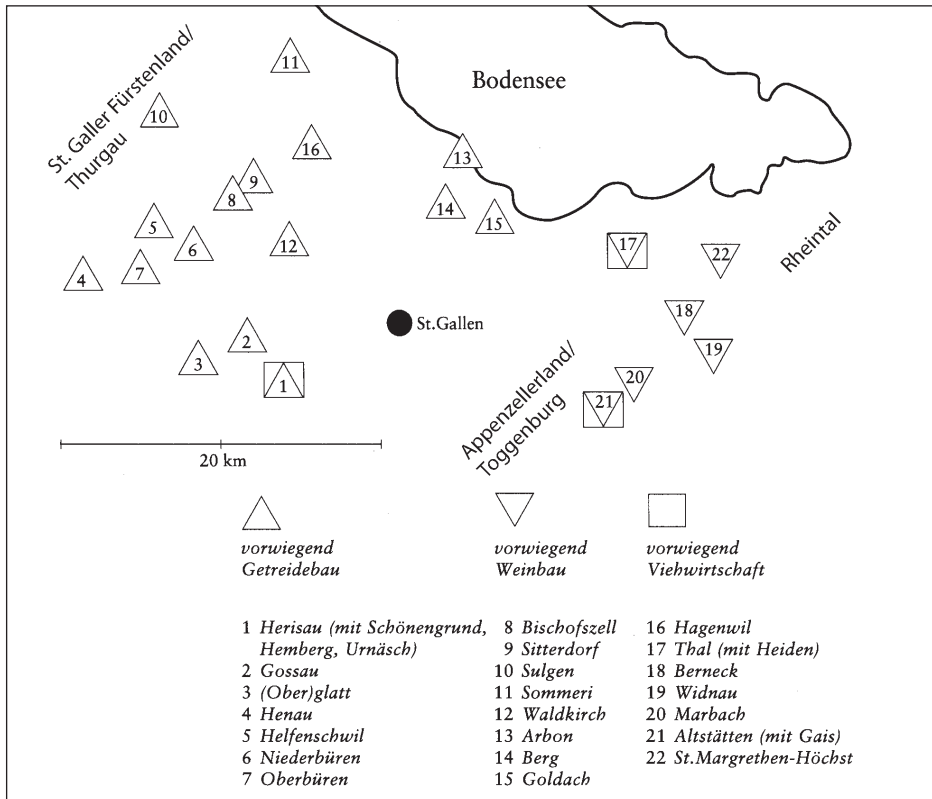 St. Galler Fürstenland/
Thurgau
Bodensee
11
10
16
13
9
8
14
15
5
6
12
7
4
17
22
Rheintal
18
St.Gallen
2
3
1
19
20
21
Appenzellerland/
Toggenburg
20 km
vorwiegend
Getreidebau
vorwiegend
Weinbau
vorwiegend
Viehwirtschaft
1 Herisau (mit Schönengrund,
Hemberg, Urnäsch)
2 Gossau
3 (Ober)glatt
4 Henau
5 Helfenschwil
6 Niederbüren
7 Oberbüren
8 Bischofszell
9 Sitterdorf
10 Sulgen
11 Sommeri
12 Waldkirch
13 Arbon
14 Berg
15 Goldach
16 Hagenwil
17 Thal (mit Heiden)
18 Berneck
19 Widnau
20 Marbach
21 Altstätten (mit Gais)
22 St.Margrethen-Höchst